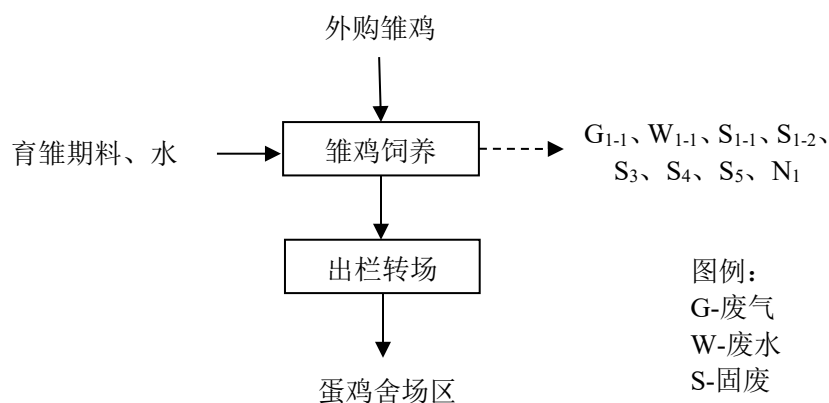 外购雏鸡
育雏期料、水
雏鸡饲养
G1-1、W1-1、S1-1、S1-2、
S3、S4、S5、N1
出栏转场
蛋鸡舍场区
图例：
G-废气
W-废水
S-固废